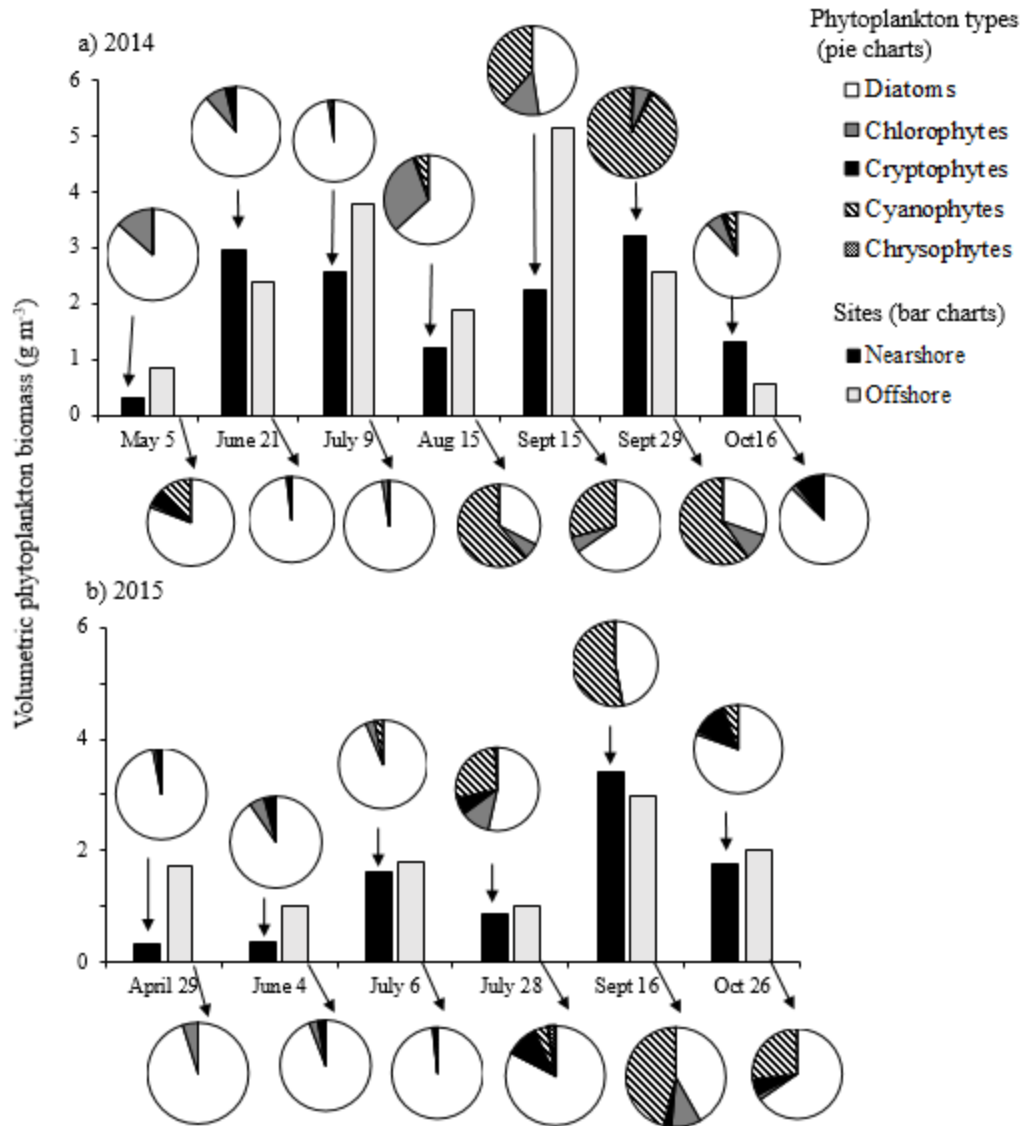 a) 2014
Phytoplankton types
(pie charts)
Diatoms
Chlorophytes
Cryptophytes
Cyanophytes
Chrysophytes
Sites (bar charts)
Nearshore
Offshore
Volumetric phytoplankton biomass (g m⁻³)
6
5
4
3
2
1
0
May 5 June 21 July 9 Aug 15 Sept 15 Sept 29 Oct16
b) 2015
6
4
2
0
April 29 June 4 July 6 July 28 Sept 16 Oct 26